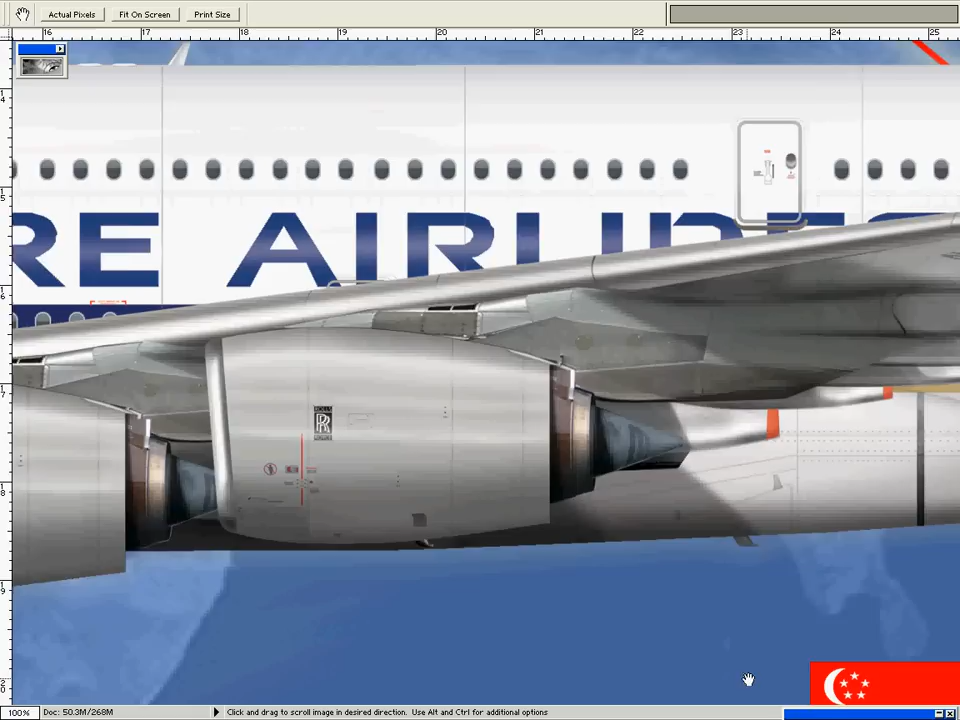 Actual Pixels
Fit On Screen
Print Size
16 17 18 19 20 21 22 23 24 25
RE AIRLINES
ROLLS
RR
100%
Doc: 50.3M/268M
Click and drag to scroll image in desired direction. Use Alt and Ctrl for additional options